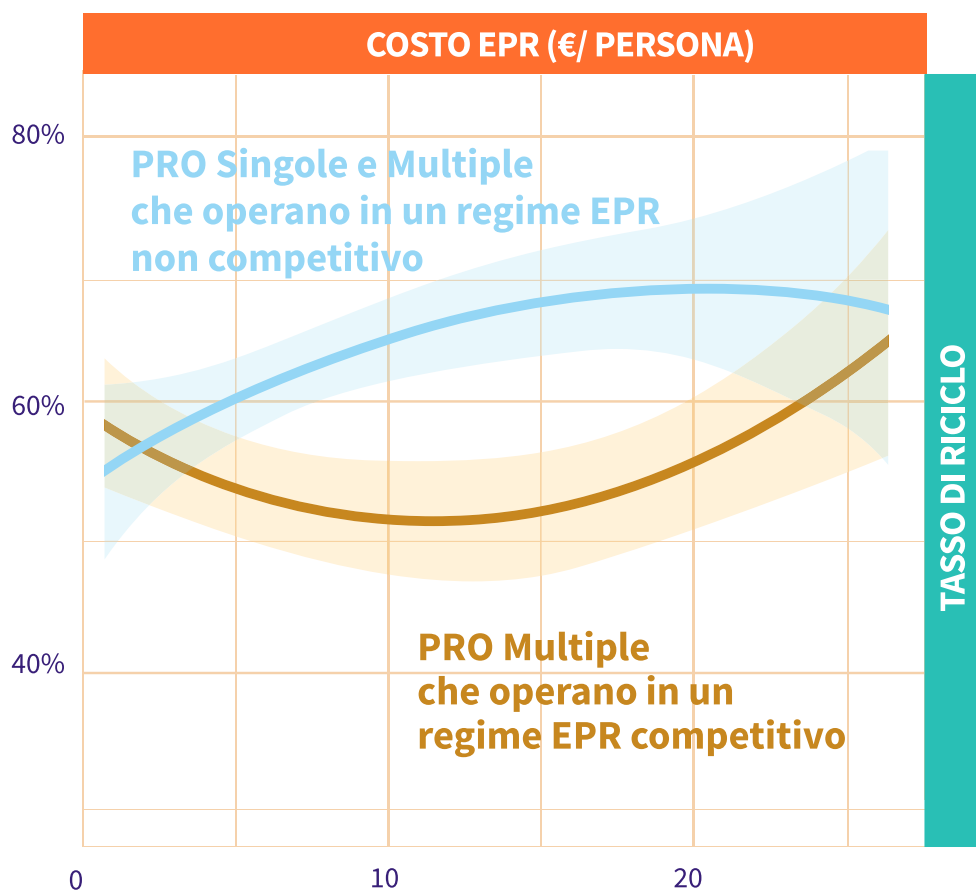 COSTO EPR (€/ PERSONA)
80%
PRO Singole e Multiple
che operano in un regime EPR
non competitivo
60%
TASSO DI RICICLO
PRO Multiple
40%
che operano in un
regime EPR competitivo
0
10
20